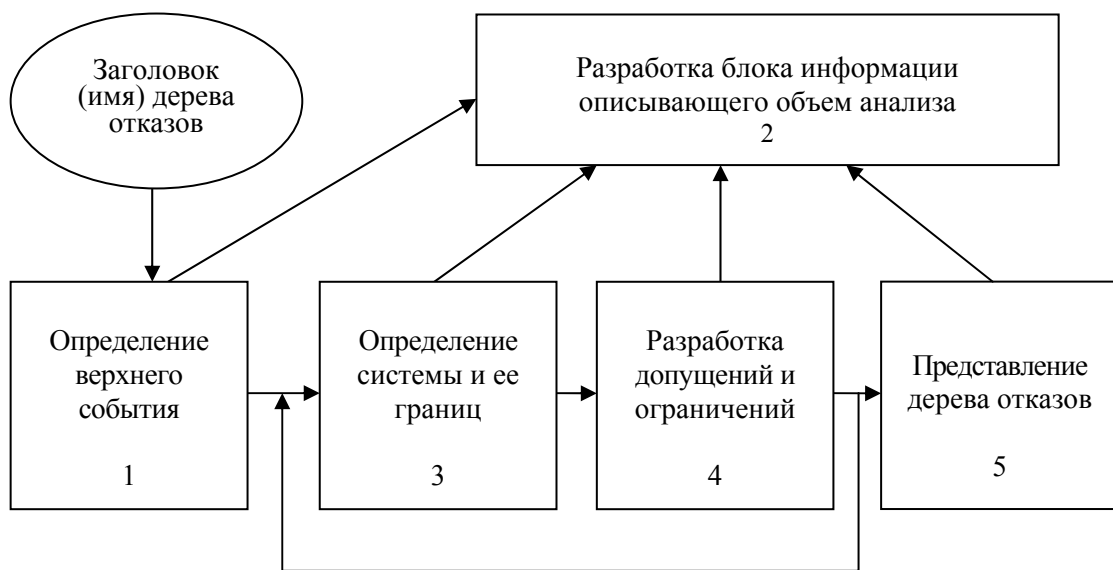 Заголовок
(имя) дерева
отказов
Разработка блока информации
описывающего объем анализа
2
Определение
верхнего
события
1
Определение
системы и ее
границ
3
Разработка
допущений и
ограничений
4
Представление
дерева отказов
5